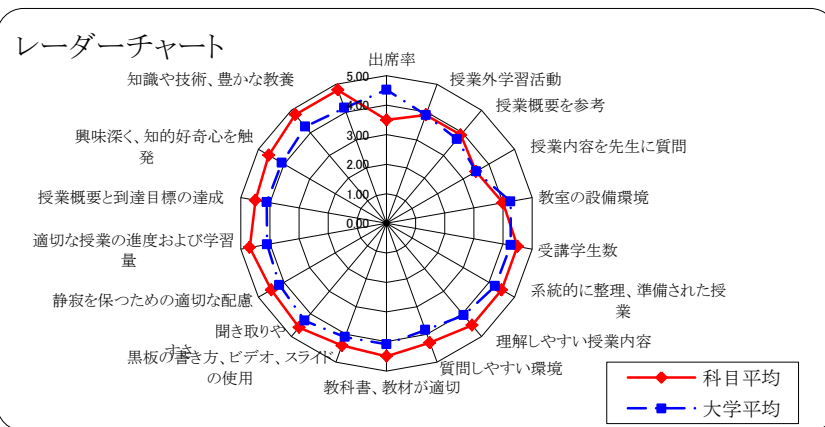 レーダーチャート
出席率
授業外学習活動
授業概要を参考
授業内容を先生に質問
教室の設備環境
受講学生数
系統的に整理、準備された授
業
理解しやすい授業内容
質問しやすい環境
教科書、教材が適切
黒板の書き方、ビデオ、スライド
の使用
聞き取りや
すさ
静寂を保つための適切な配慮
適切な授業の進度および学習
量
授業概要と到達目標の達成
興味深く、知的好奇心を触
発
知識や技術、豊かな教養
5.00
4.00
3.00
2.00
1.00
0.00
科目平均
大学平均